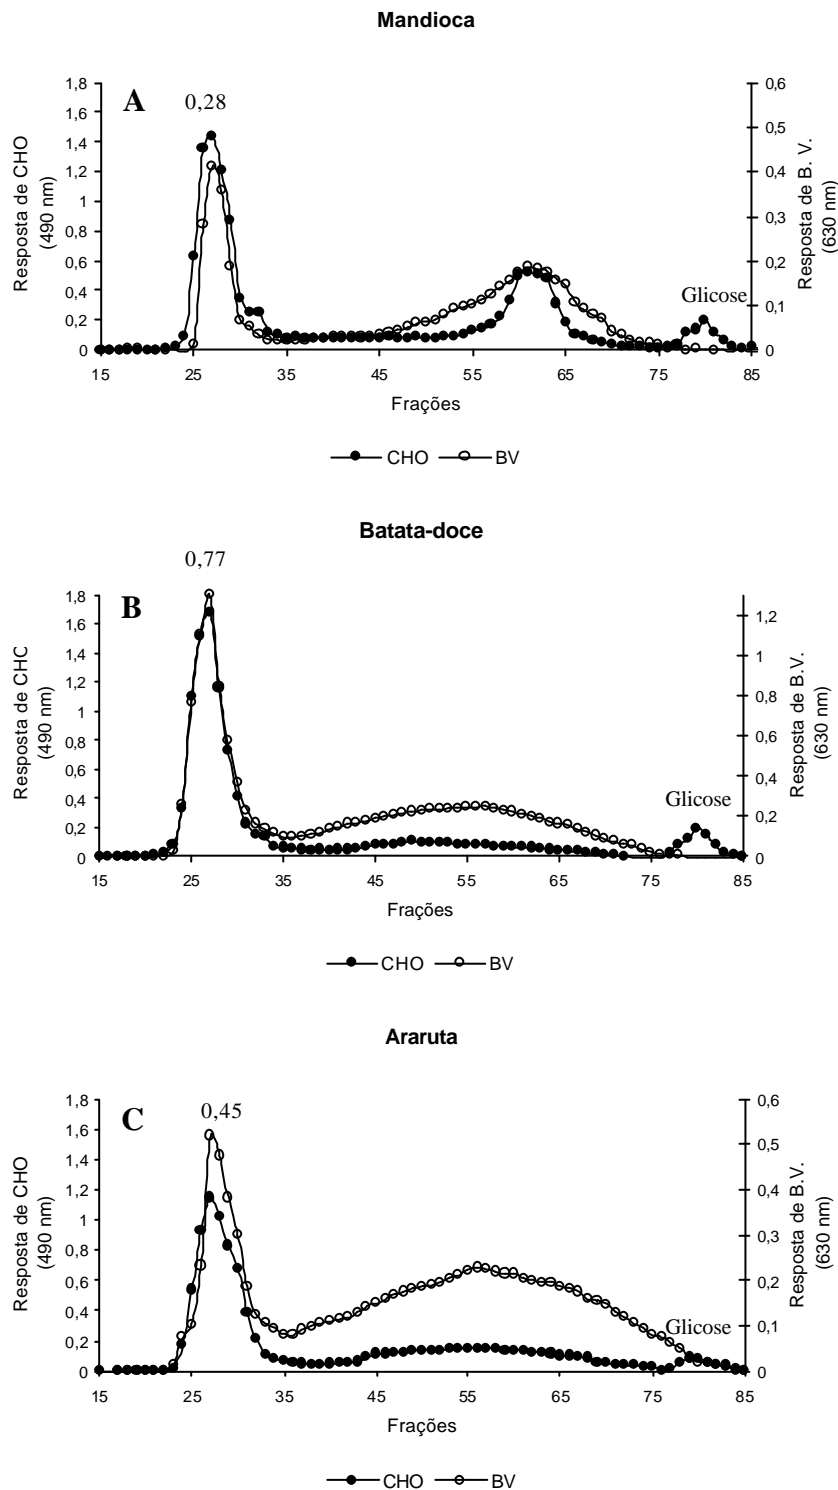 Mandioca
A
0,28
1,8
1,6
1,4
1,2
1
0,8
0,6
0,4
0,2
0
Resposta de CHO
(490 nm)
0,6
0,5
0,4
0,3
0,2
0,1
0
Resposta de B. V.
(630 nm)
Glicose
15 25 35 45 55 65 75 85
Frações
CHO BV
Batata-doce
B
0,77
1,8
1,6
1,4
1,2
1
0,8
0,6
0,4
0,2
0
Resposta de CHC
(490 nm)
1,2
1
0,8
0,6
0,4
0,2
0
Resposta de B.V.
(630 nm)
Glicose
15 25 35 45 55 65 75 85
Frações
CHO BV
Araruta
C
0,45
1,8
1,6
1,4
1,2
1
0,8
0,6
0,4
0,2
0
Resposta de CHO
(490 nm)
0,6
0,5
0,4
0,3
0,2
0,1
0
Resposta de B.V.
(630 nm)
Glicose
15 25 35 45 55 65 75 85
Frações
CHO BV